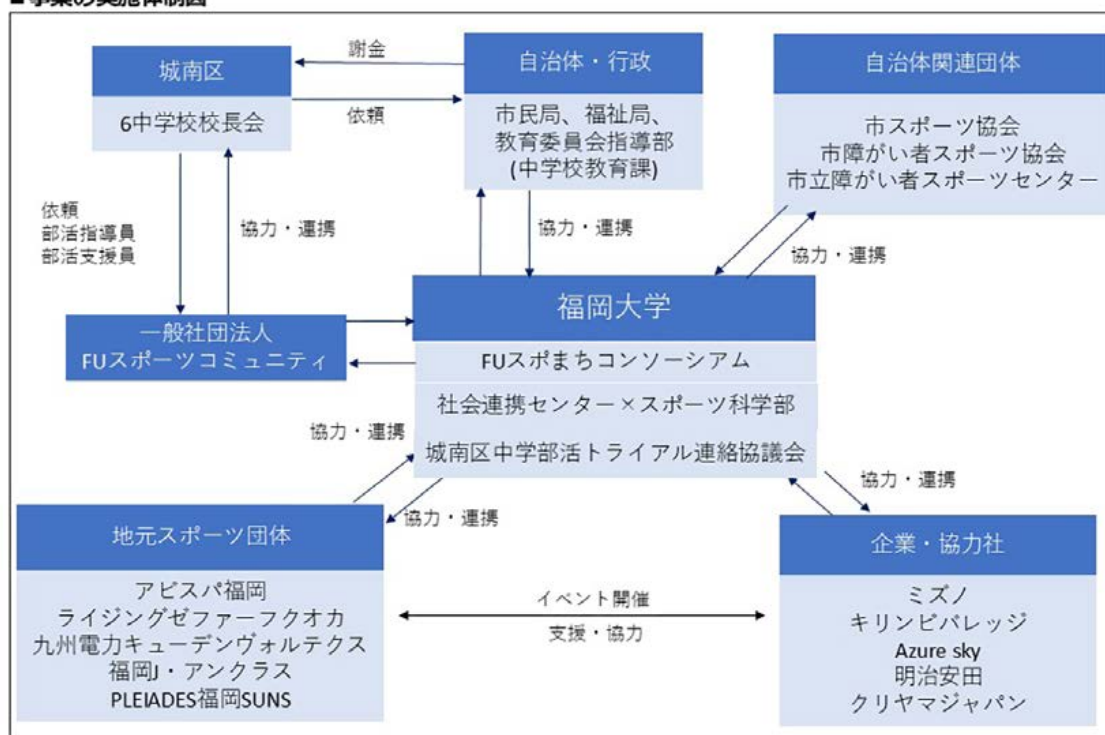 ■事業の実施体制図
城南区
6中学校校長会
謝金
依頼
自治体・行政
市民局、福祉局、
教育委員会指導部
(中学校教育課)
自治体関連団体
市スポーツ協会
市障がい者スポーツ協会
市立障がい者スポーツセンター
依頼
部活指導員
部活支援員
協力・連携
協力・連携
協力・連携
一般社団法人
FUスポーツコミュニティ
福岡大学
FUスポまちコンソーシアム
社会連携センター×スポーツ科学部
城南区中学部活トライアル連絡協議会
協力・連携
協力・連携
協力・連携
地元スポーツ団体
アビスパ福岡
ライジングゼファーフクオカ
九州電力キューデンヴォルテクス
福岡J・アンクラス
PLEIADES福岡SUNS
イベント開催
支援・協力
企業・協力社
ミズノ
キリンビバレッジ
Azure sky
明治安田
クリヤマジャパン